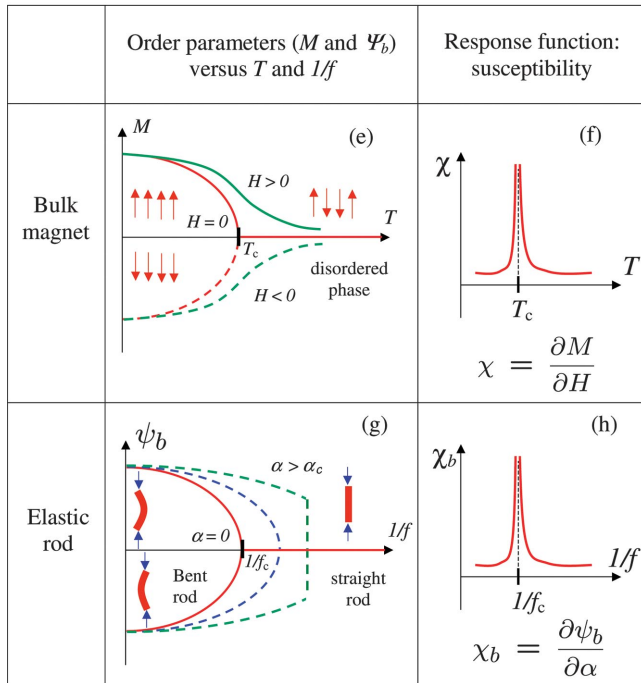 Order parameters (M and Ψb)
versus T and 1/f
Response function:
susceptibility
Bulk
magnet
(e)
M
H > 0
H = 0
T
Tc
disordered
phase
H < 0
(f)
χ
T
Tc
χ = ∂M/∂H
Elastic
rod
(g)
ψb
α > αc
α = 0
1/f
1/fc
Bent
rod
straight
rod
(h)
χb
1/f
1/fc
χb = ∂ψb/∂α